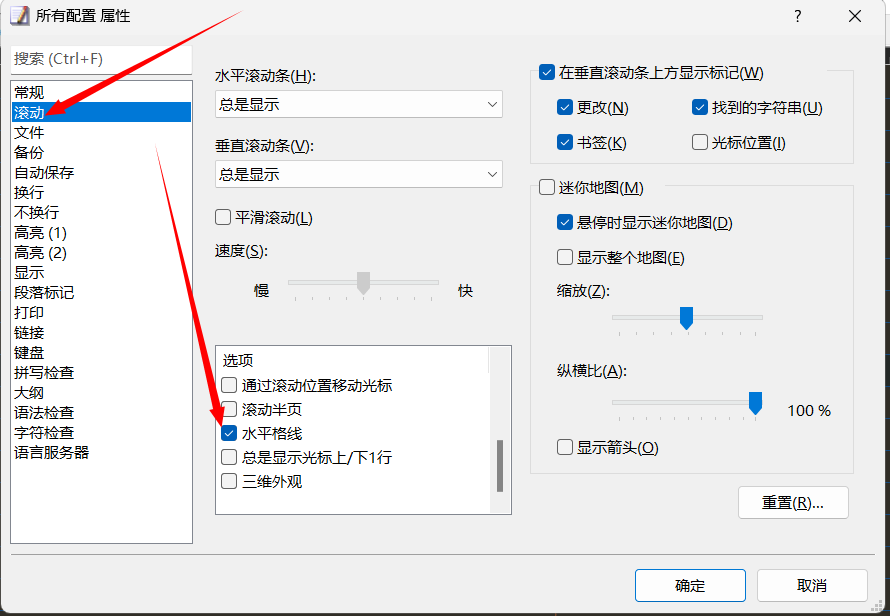 所有配置 属性
?
搜索 (Ctrl+F)
常规
滚动
文件
备份
自动保存
换行
不换行
高亮 (1)
高亮 (2)
显示
段落标记
打印
链接
键盘
拼写检查
大纲
语法检查
字符检查
语言服务器
水平滚动条(H):
总是显示
垂直滚动条(V):
总是显示
平滑滚动(L)
速度(S):
慢 快
选项
通过滚动位置移动光标
滚动半页
水平格线
总是显示光标上/下1行
三维外观
在垂直滚动条上方显示标记(W)
更改(N) 找到的字符串(U)
书签(K) 光标位置(I)
迷你地图(M)
悬停时显示迷你地图(D)
显示整个地图(E)
缩放(Z):
纵横比(A):
100 %
显示箭头(O)
重置(R)...
确定 取消